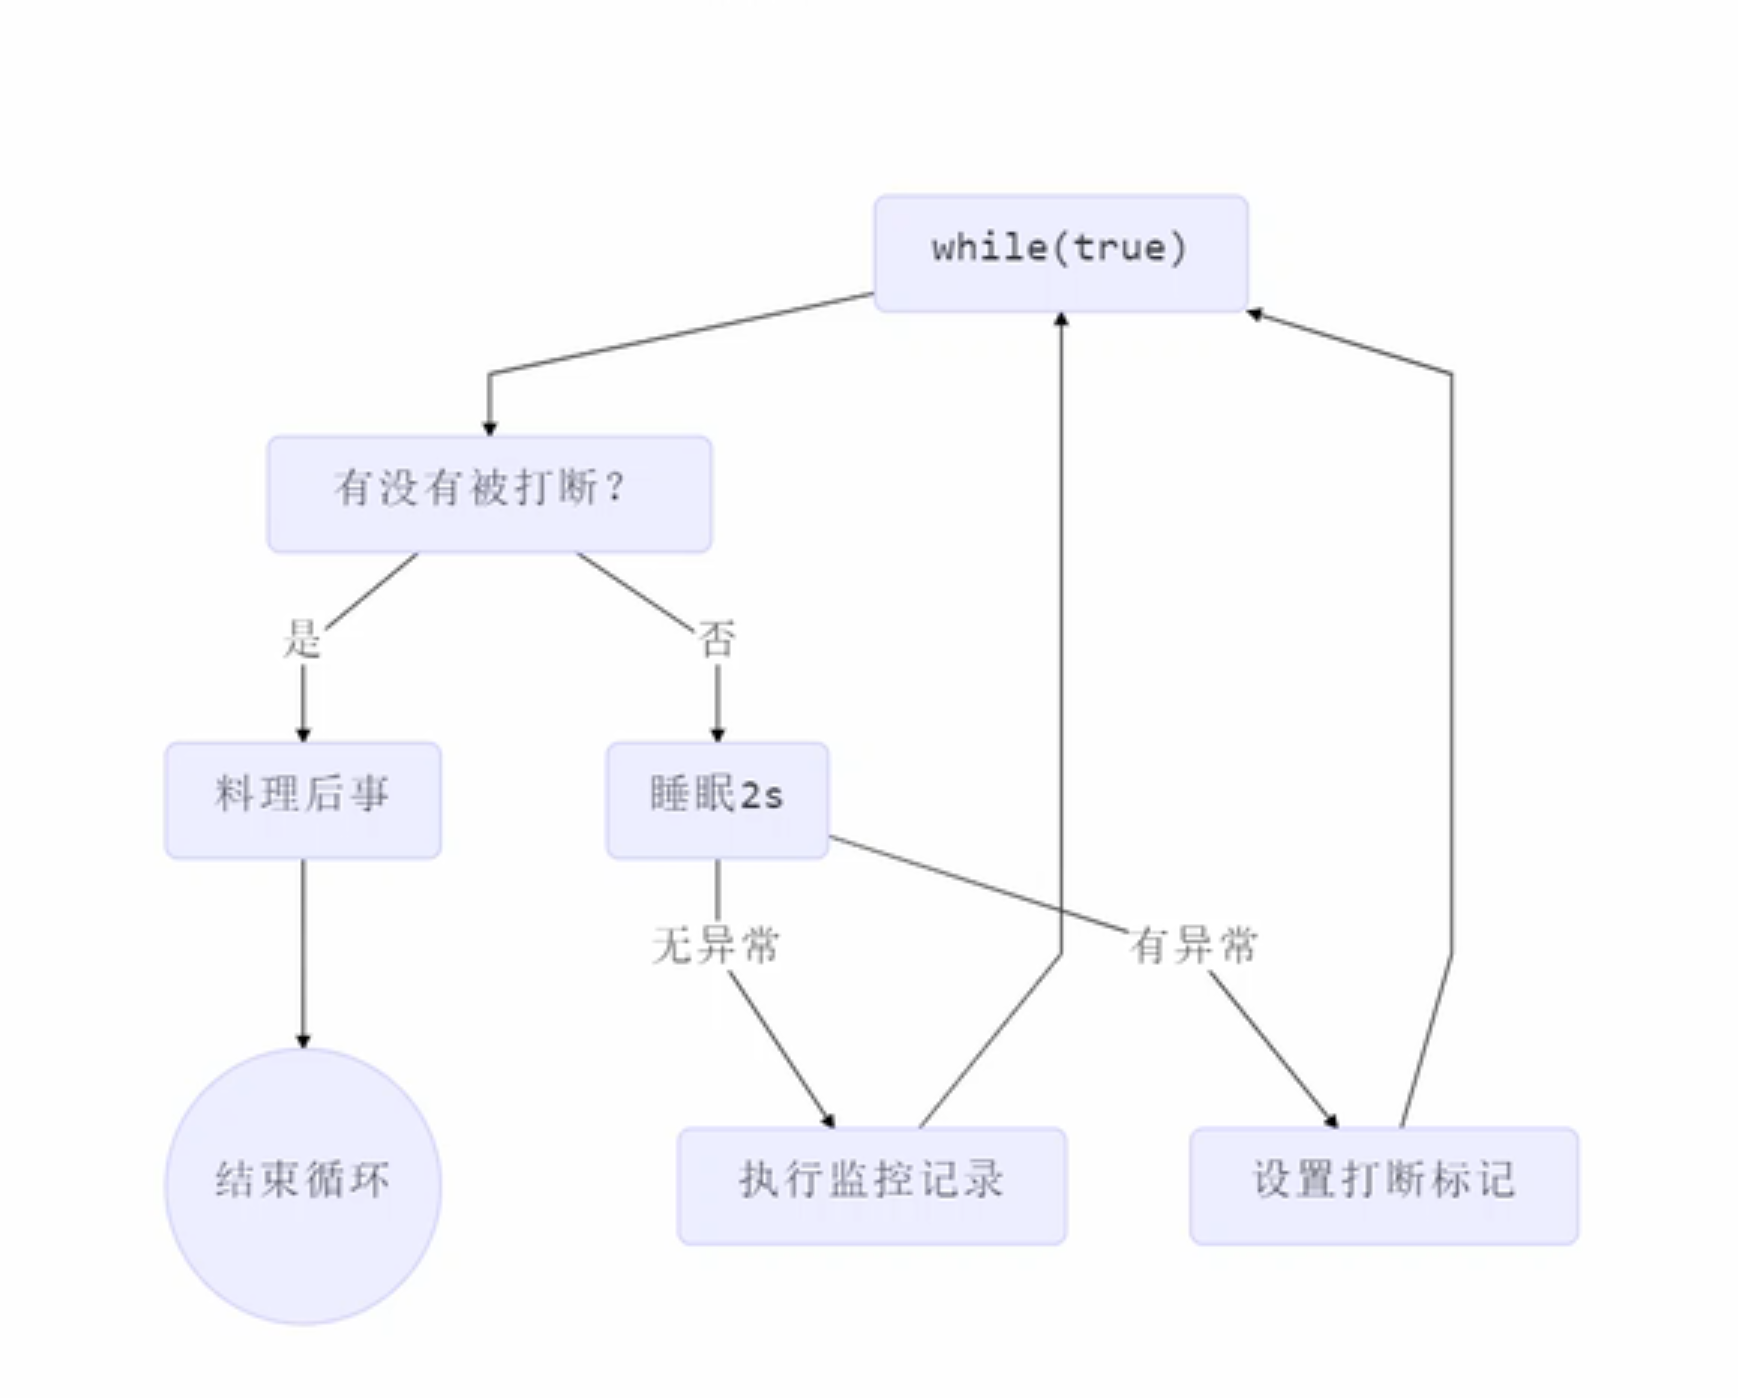 while(true)
有没有被打断？
是
否
料理后事
睡眠2s
无异常
有异常
结束循环
执行监控记录
设置打断标记